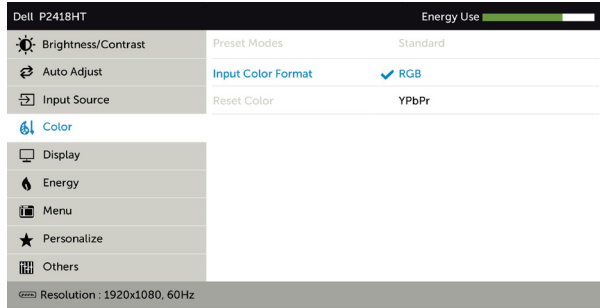 Dell P2418HT Energy Use
Brightness/Contrast Preset Modes Standard
Auto Adjust Input Color Format RGB
Input Source Reset Color YPbPr
Color
Display
Energy
Menu
Personalize
Others
Resolution : 1920x1080, 60Hz